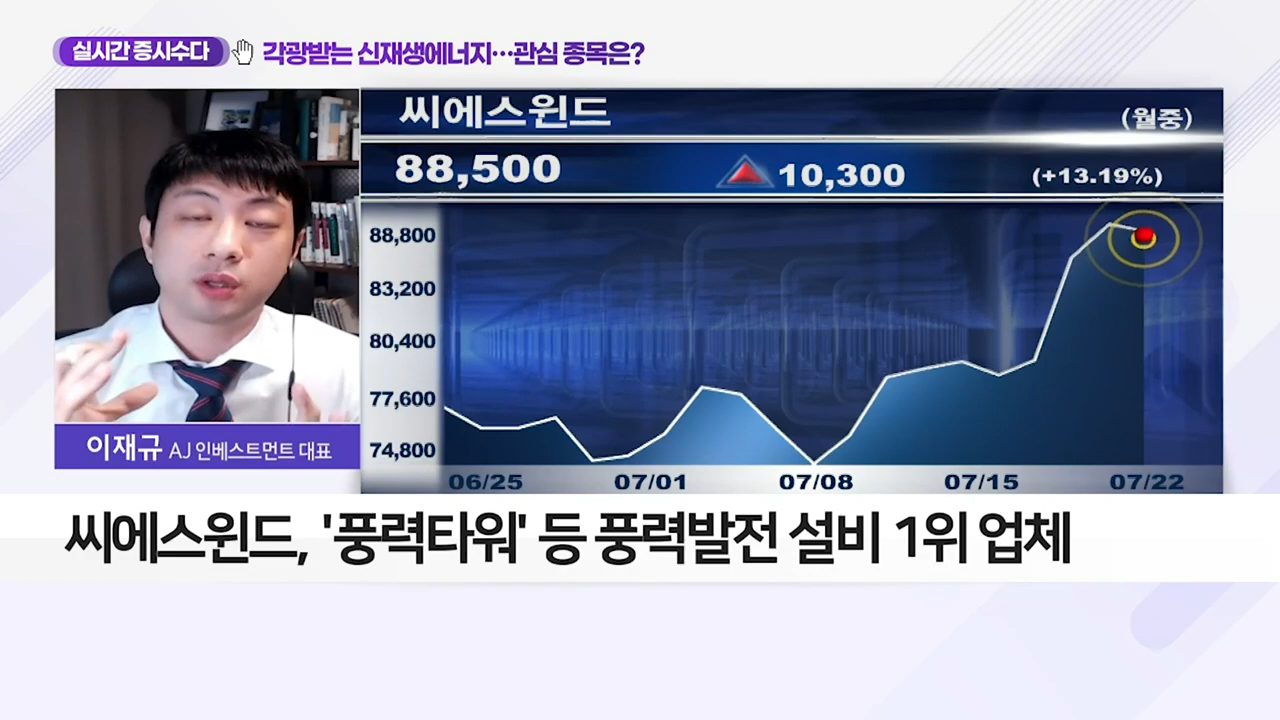 실시간 증시수다 각광받는 신재생에너지…관심 종목은?
씨에스윈드 (월중)
88,500 10,300 (+13.19%)
88,800
83,200
80,400
77,600
74,800
06/25 07/01 07/08 07/15 07/22
이재규 AJ 인베스트먼트 대표
씨에스윈드, '풍력타워' 등 풍력발전 설비 1위 업체